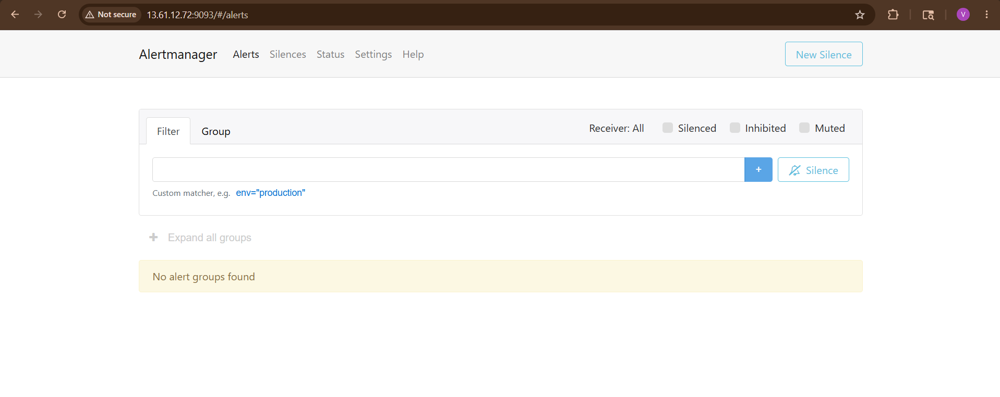 Not secure 13.61.12.72:9093/#/alerts V
Alertmanager Alerts Silences Status Settings Help New Silence
Filter Group Receiver: All Silenced Inhibited Muted
+ Silence
Custom matcher, e.g. env="production"
+ Expand all groups
No alert groups found